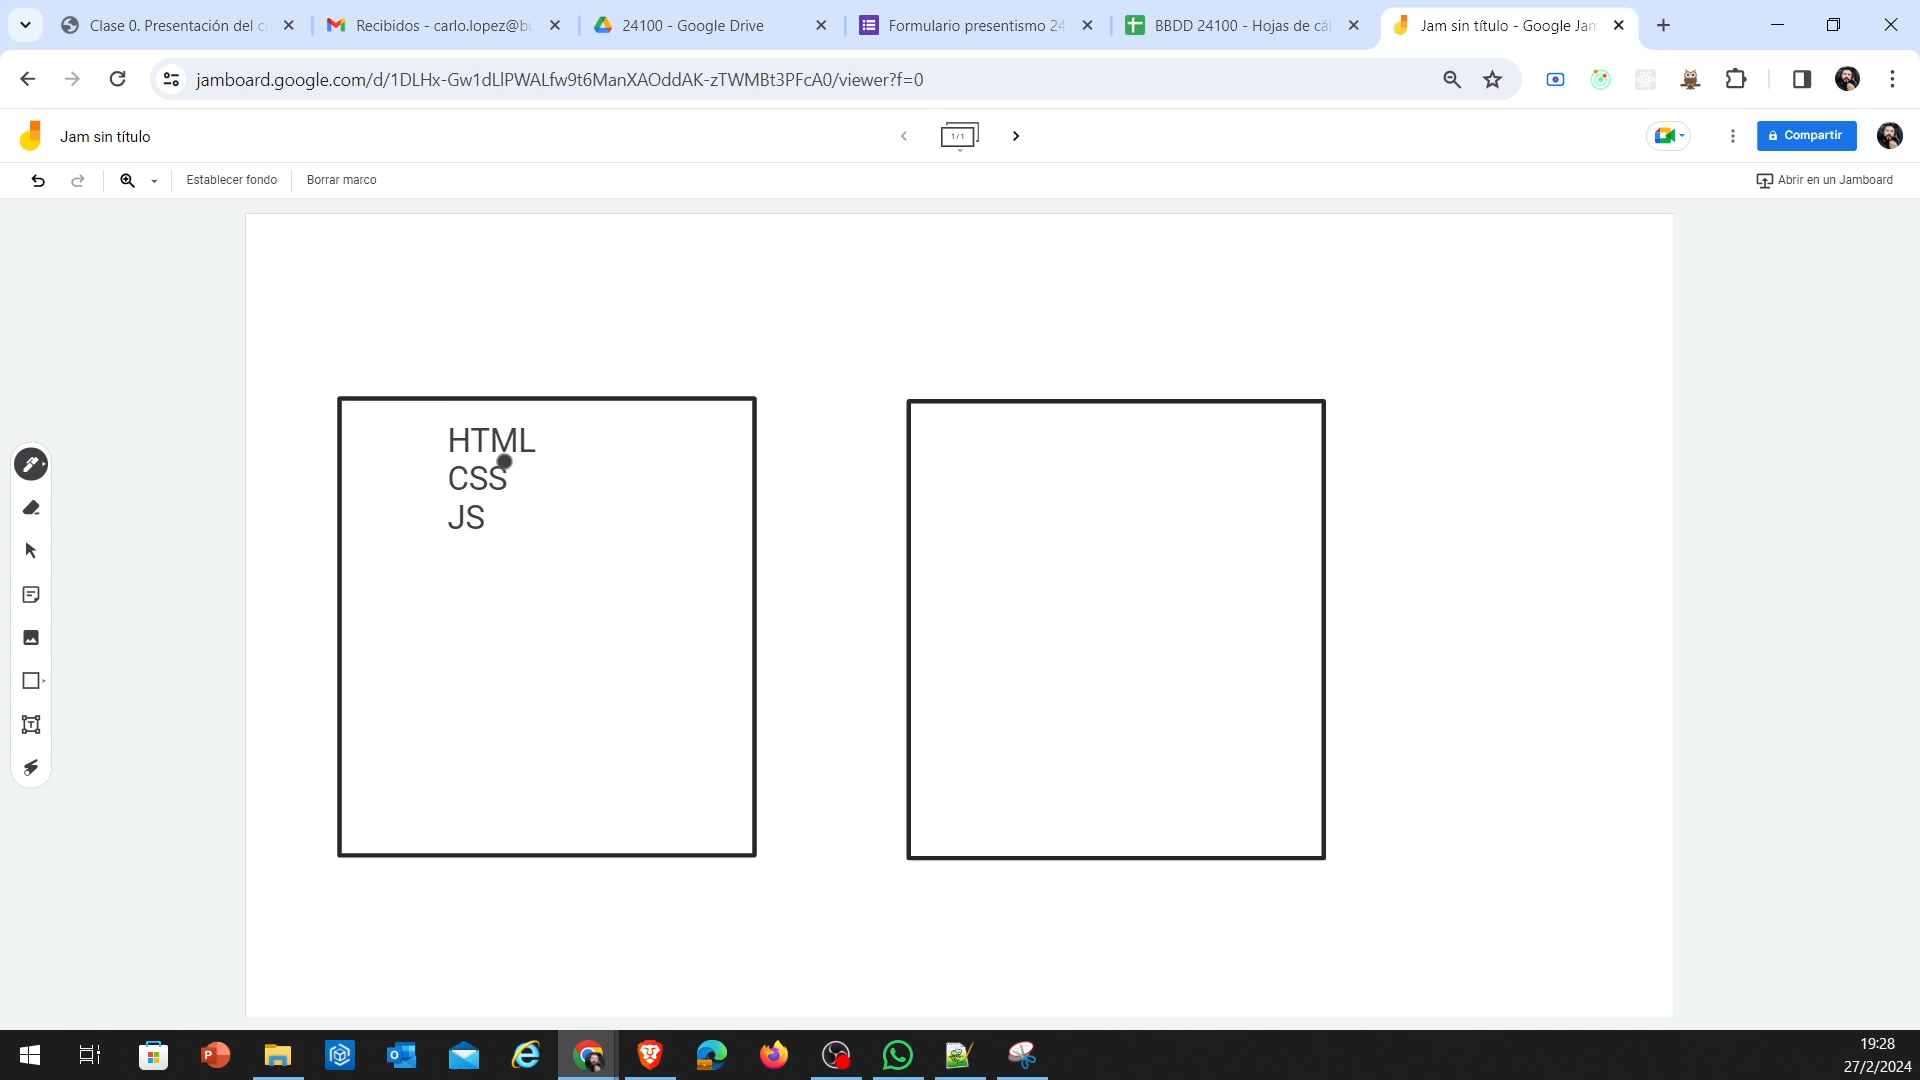 Clase 0. Presentación del c
Recibidos - carlo.lopez@b
24100 - Google Drive
Formulario presentismo 24
BBDD 24100 - Hojas de cál
Jam sin título - Google Jam
jamboard.google.com/d/1DLHx-Gw1dLlPWALfw9t6ManXAOddAK-zTWMBt3PFcA0/viewer?f=0
Jam sin título
1/1
Compartir
Establecer fondo
Borrar marco
Abrir en un Jamboard
HTML
CSS
JS
19:28
27/2/2024